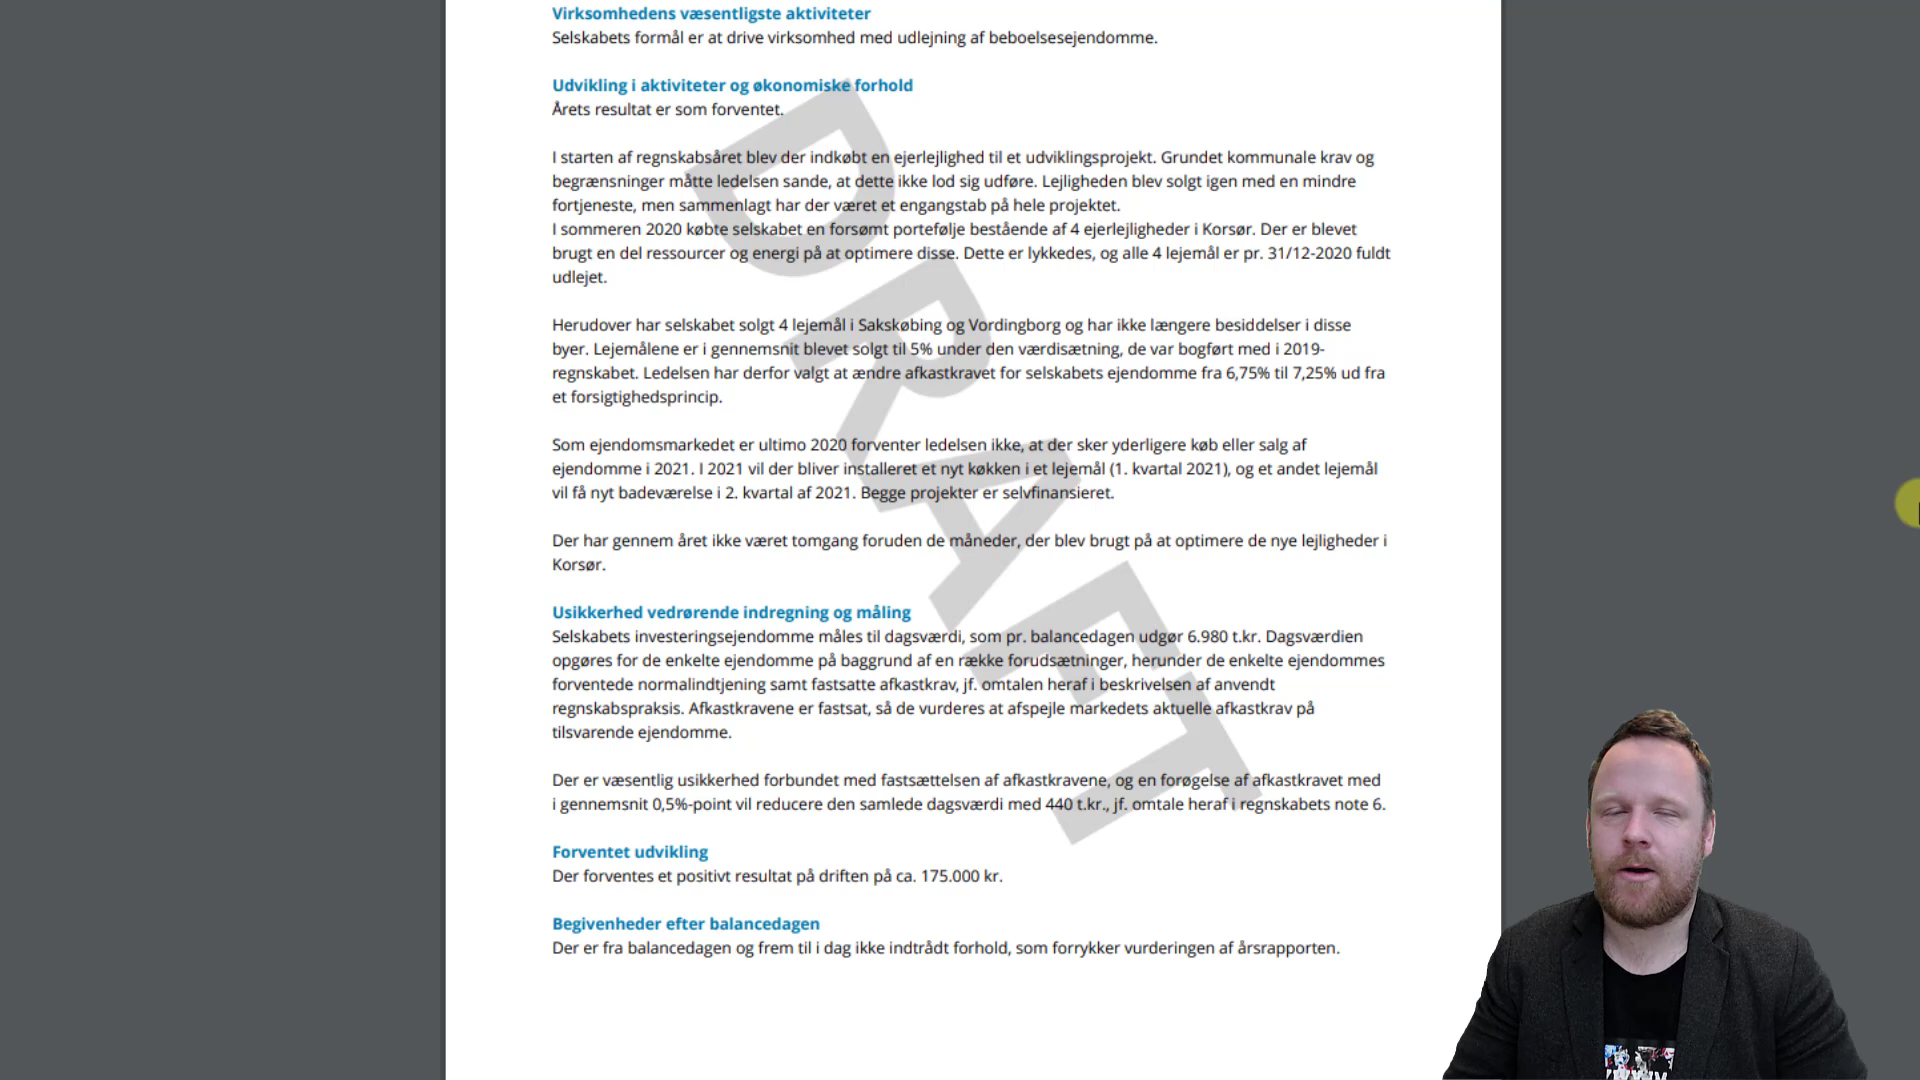 Virksomhedens væsentligste aktiviteter
Selskabets formål er at drive virksomhed med udlejning af beboelsesejendomme.
Udvikling i aktiviteter og økonomiske forhold
Årets resultat er som forventet.
I starten af regnskabsåret blev der indkøbt en ejerlejlighed til et udviklingsprojekt. Grundet kommunale krav og
begrænsninger måtte ledelsen sande, at dette ikke lod sig udføre. Lejligheden blev solgt igen med en mindre
fortjeneste, men sammenlagt har der været et engangstab på hele projektet.
I sommeren 2020 købte selskabet en forsømt portefølje bestående af 4 ejerlejligheder i Korsør. Der er blevet
brugt en del ressourcer og energi på at optimere disse. Dette er lykkedes, og alle 4 lejemål er pr. 31/12-2020 fuldt
udlejet.
Herudover har selskabet solgt 4 lejemål i Sakskøbing og Vordingborg og har ikke længere besiddelser i disse
byer. Lejemålene er i gennemsnit blevet solgt til 5% under den værdisætning, de var bogført med i 2019-
regnskabet. Ledelsen har derfor valgt at ændre afkastkravet for selskabets ejendomme fra 6,75% til 7,25% ud fra
et forsigtighedsprincip.
Som ejendomsmarkedet er ultimo 2020 forventer ledelsen ikke, at der sker yderligere køb eller salg af
ejendomme i 2021. I 2021 vil der bliver installeret et nyt køkken i et lejemål (1. kvartal 2021), og et andet lejemål
vil få nyt badeværelse i 2. kvartal af 2021. Begge projekter er selvfinansieret.
Der har gennem året ikke været tomgang foruden de måneder, der blev brugt på at optimere de nye lejligheder i
Korsør.
Usikkerhed vedrørende indregning og måling
Selskabets investeringsejendomme måles til dagsværdi, som pr. balancedagen udgør 6.980 t.kr. Dagsværdien
opgøres for de enkelte ejendomme på baggrund af en række forudsætninger, herunder de enkelte ejendommes
forventede normalindtjening samt fastsatte afkastkrav, jf. omtalen heraf i beskrivelsen af anvendt
regnskabspraksis. Afkastkravene er fastsat, så de vurderes at afspejle markedets aktuelle afkastkrav på
tilsvarende ejendomme.
Der er væsentlig usikkerhed forbundet med fastsættelsen af afkastkravene, og en forøgelse af afkastkravet med
i gennemsnit 0,5%-point vil reducere den samlede dagsværdi med 440 t.kr., jf. omtale heraf i regnskabets note 6.
Forventet udvikling
Der forventes et positivt resultat på driften på ca. 175.000 kr.
Begivenheder efter balancedagen
Der er fra balancedagen og frem til i dag ikke indtrådt forhold, som forrykker vurderingen af årsrapporten.
DRAFT